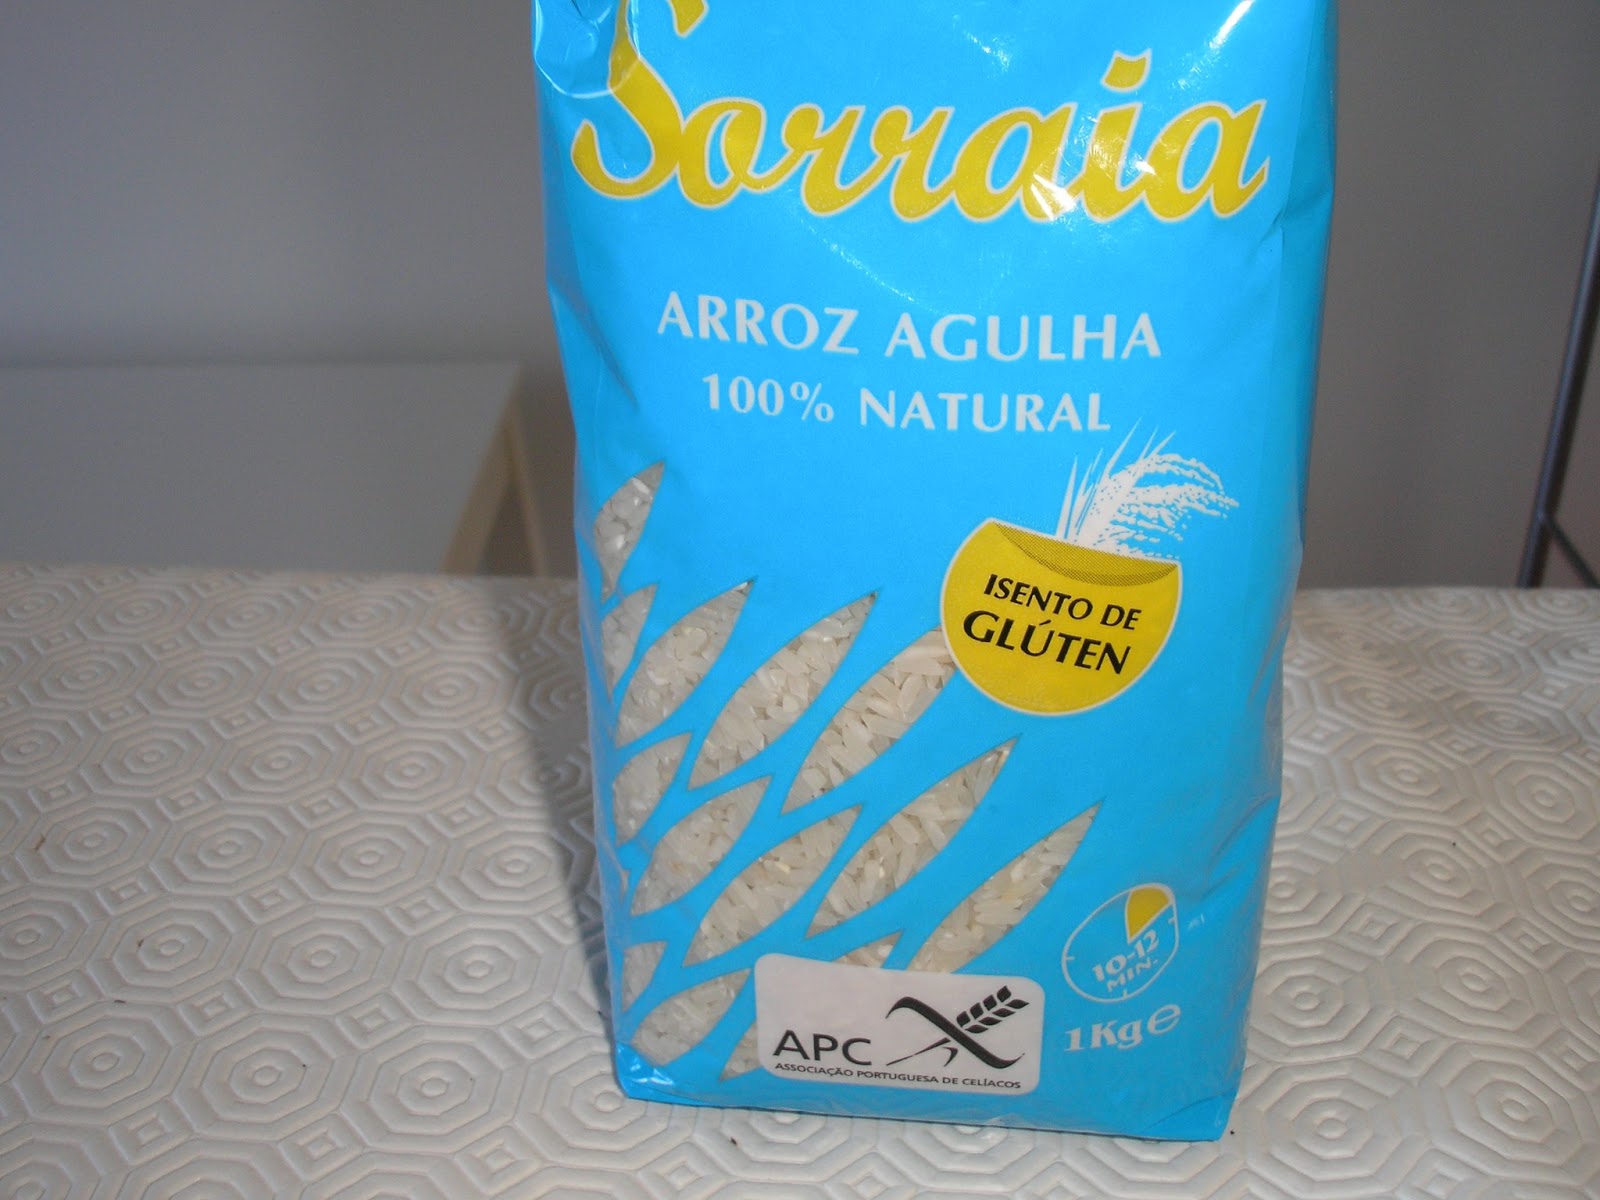 Sorraia
ARROZ AGULHA
100% NATURAL
ISENTO DE
GLÚTEN
10-12
MIN.
1Kg e
APC
ASSOCIAÇÃO PORTUGUESA DE CELÍACOS